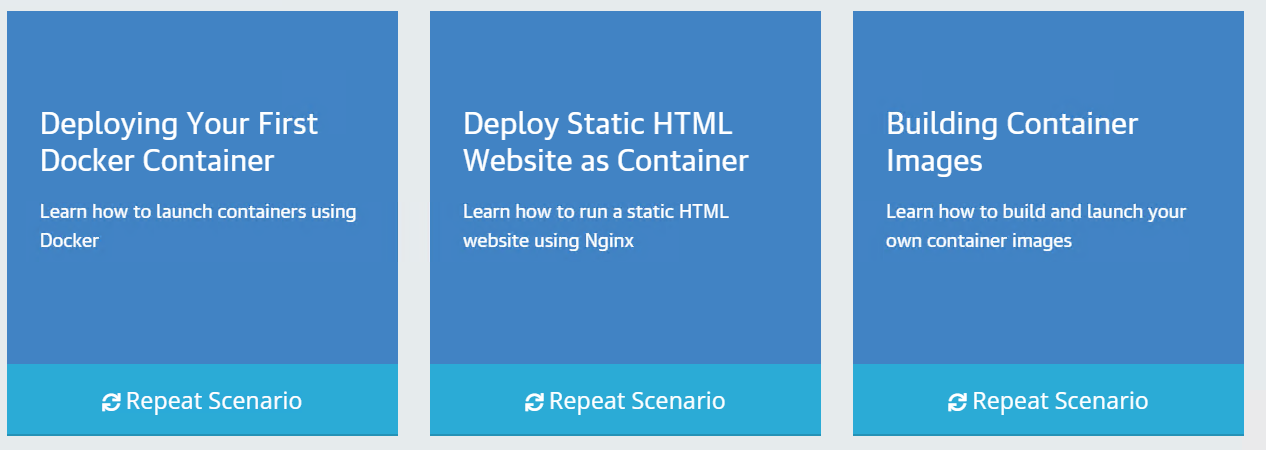 Deploying Your First
Docker Container
Learn how to launch containers using
Docker
Repeat Scenario
Deploy Static HTML
Website as Container
Learn how to run a static HTML
website using Nginx
Repeat Scenario
Building Container
Images
Learn how to build and launch your
own container images
Repeat Scenario